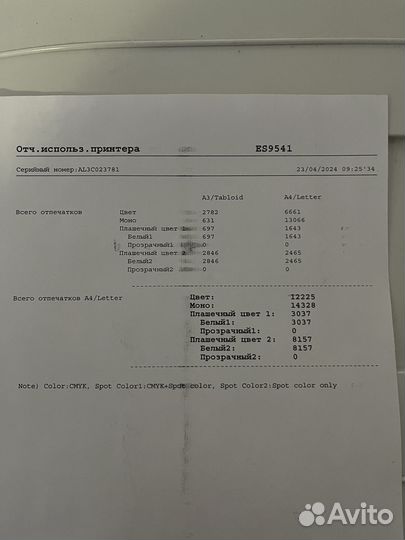 Отч.использ.принтера ES9541
Серийный номер:AL3C023781 23/04/2024 09:25'34
A3/Tabloid A4/Letter
Всего отпечатков Цвет 2782 6661
Моно 631 13066
Плашечный цвет 1 697 1643
Белый1 697 1643
Прозрачный1 0 0
Плашечный цвет 2 2846 2465
Белый2 2846 2465
Прозрачный2 0 0
Всего отпечатков A4/Letter Цвет: 12225
Моно: 14328
Плашечный цвет 1: 3037
Белый1: 3037
Прозрачный1: 0
Плашечный цвет 2: 8157
Белый2: 8157
Прозрачный2: 0
Note) Color:CMYK, Spot Color1:CMYK+Spot color, Spot Color2:Spot color only
Avito